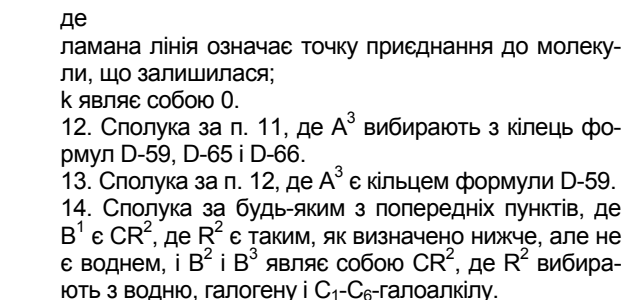 де
ламана лінія означає точку приєднання до молеку-
ли, що залишилася;
k являє собою 0.
12. Сполука за п. 11, де A³ вибирають з кілець фо-
рмул D-59, D-65 і D-66.
13. Сполука за п. 12, де A³ є кільцем формули D-59.
14. Сполука за будь-яким з попередніх пунктів, де
B¹ є CR², де R² є таким, як визначено нижче, але не
є воднем, і B² і B³ являє собою CR², де R² вибира-
ють з водню, галогену і C₁-C₆-галоалкілу.